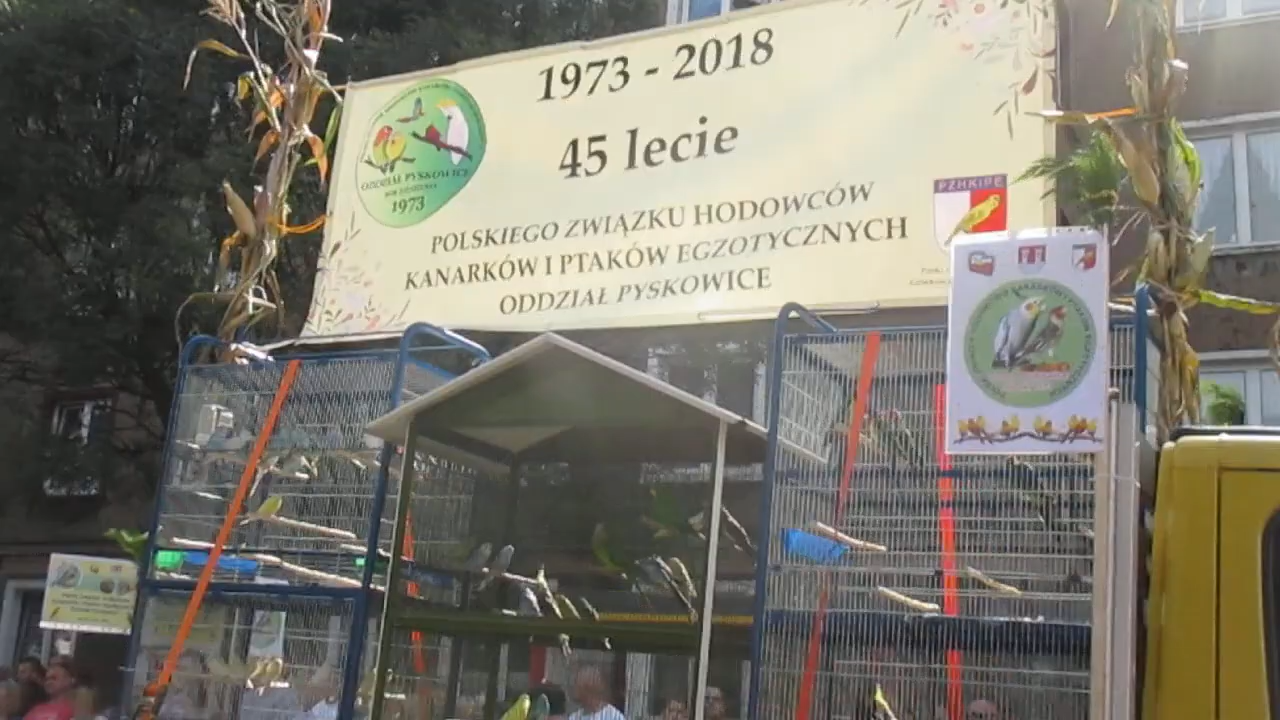 1973 - 2018
45 lecie
POLSKIEGO ZWIĄZKU HODOWCÓW
KANARKÓW I PTAKÓW EGZOTYCZNYCH
ODDZIAŁ PYSKOWICE
ODDZIAŁ PYSKOWICE
1973
PZHKIPE